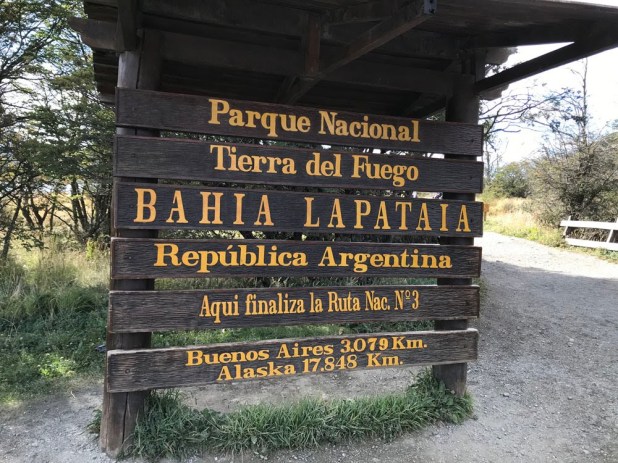 Parque Nacional
Tierra del Fuego
BAHIA LAPATAIA
República Argentina
Aqui finaliza la Ruta Nac. N°3
Buenos Aires 3.079 Km.
Alaska 17.848 Km.